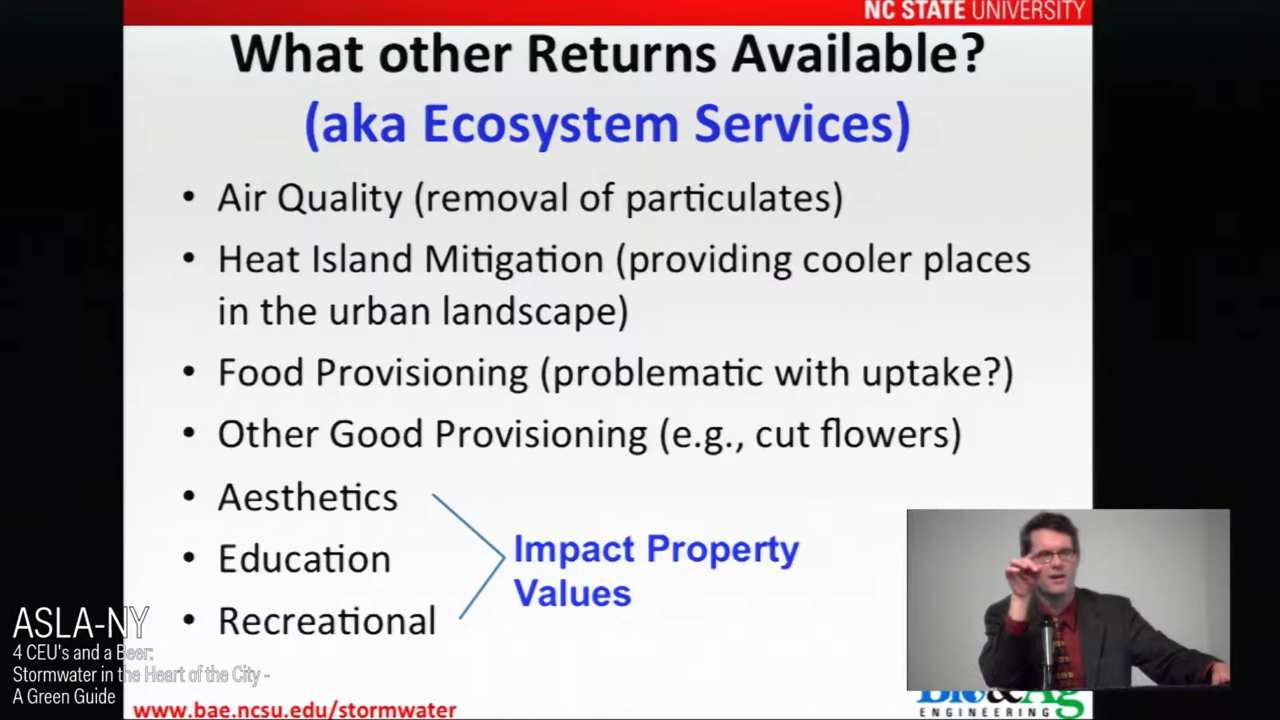 NC STATE UNIVERSITY
What other Returns Available?
(aka Ecosystem Services)
• Air Quality (removal of particulates)
• Heat Island Mitigation (providing cooler places
in the urban landscape)
• Food Provisioning (problematic with uptake?)
• Other Good Provisioning (e.g., cut flowers)
• Aesthetics
• Education
• Recreational
Impact Property
Values
ASLA-NY
4 CEU's and a Beer:
Stormwater in the Heart of the City -
A Green Guide
www.bae.ncsu.edu/stormwater
ENGINEERING